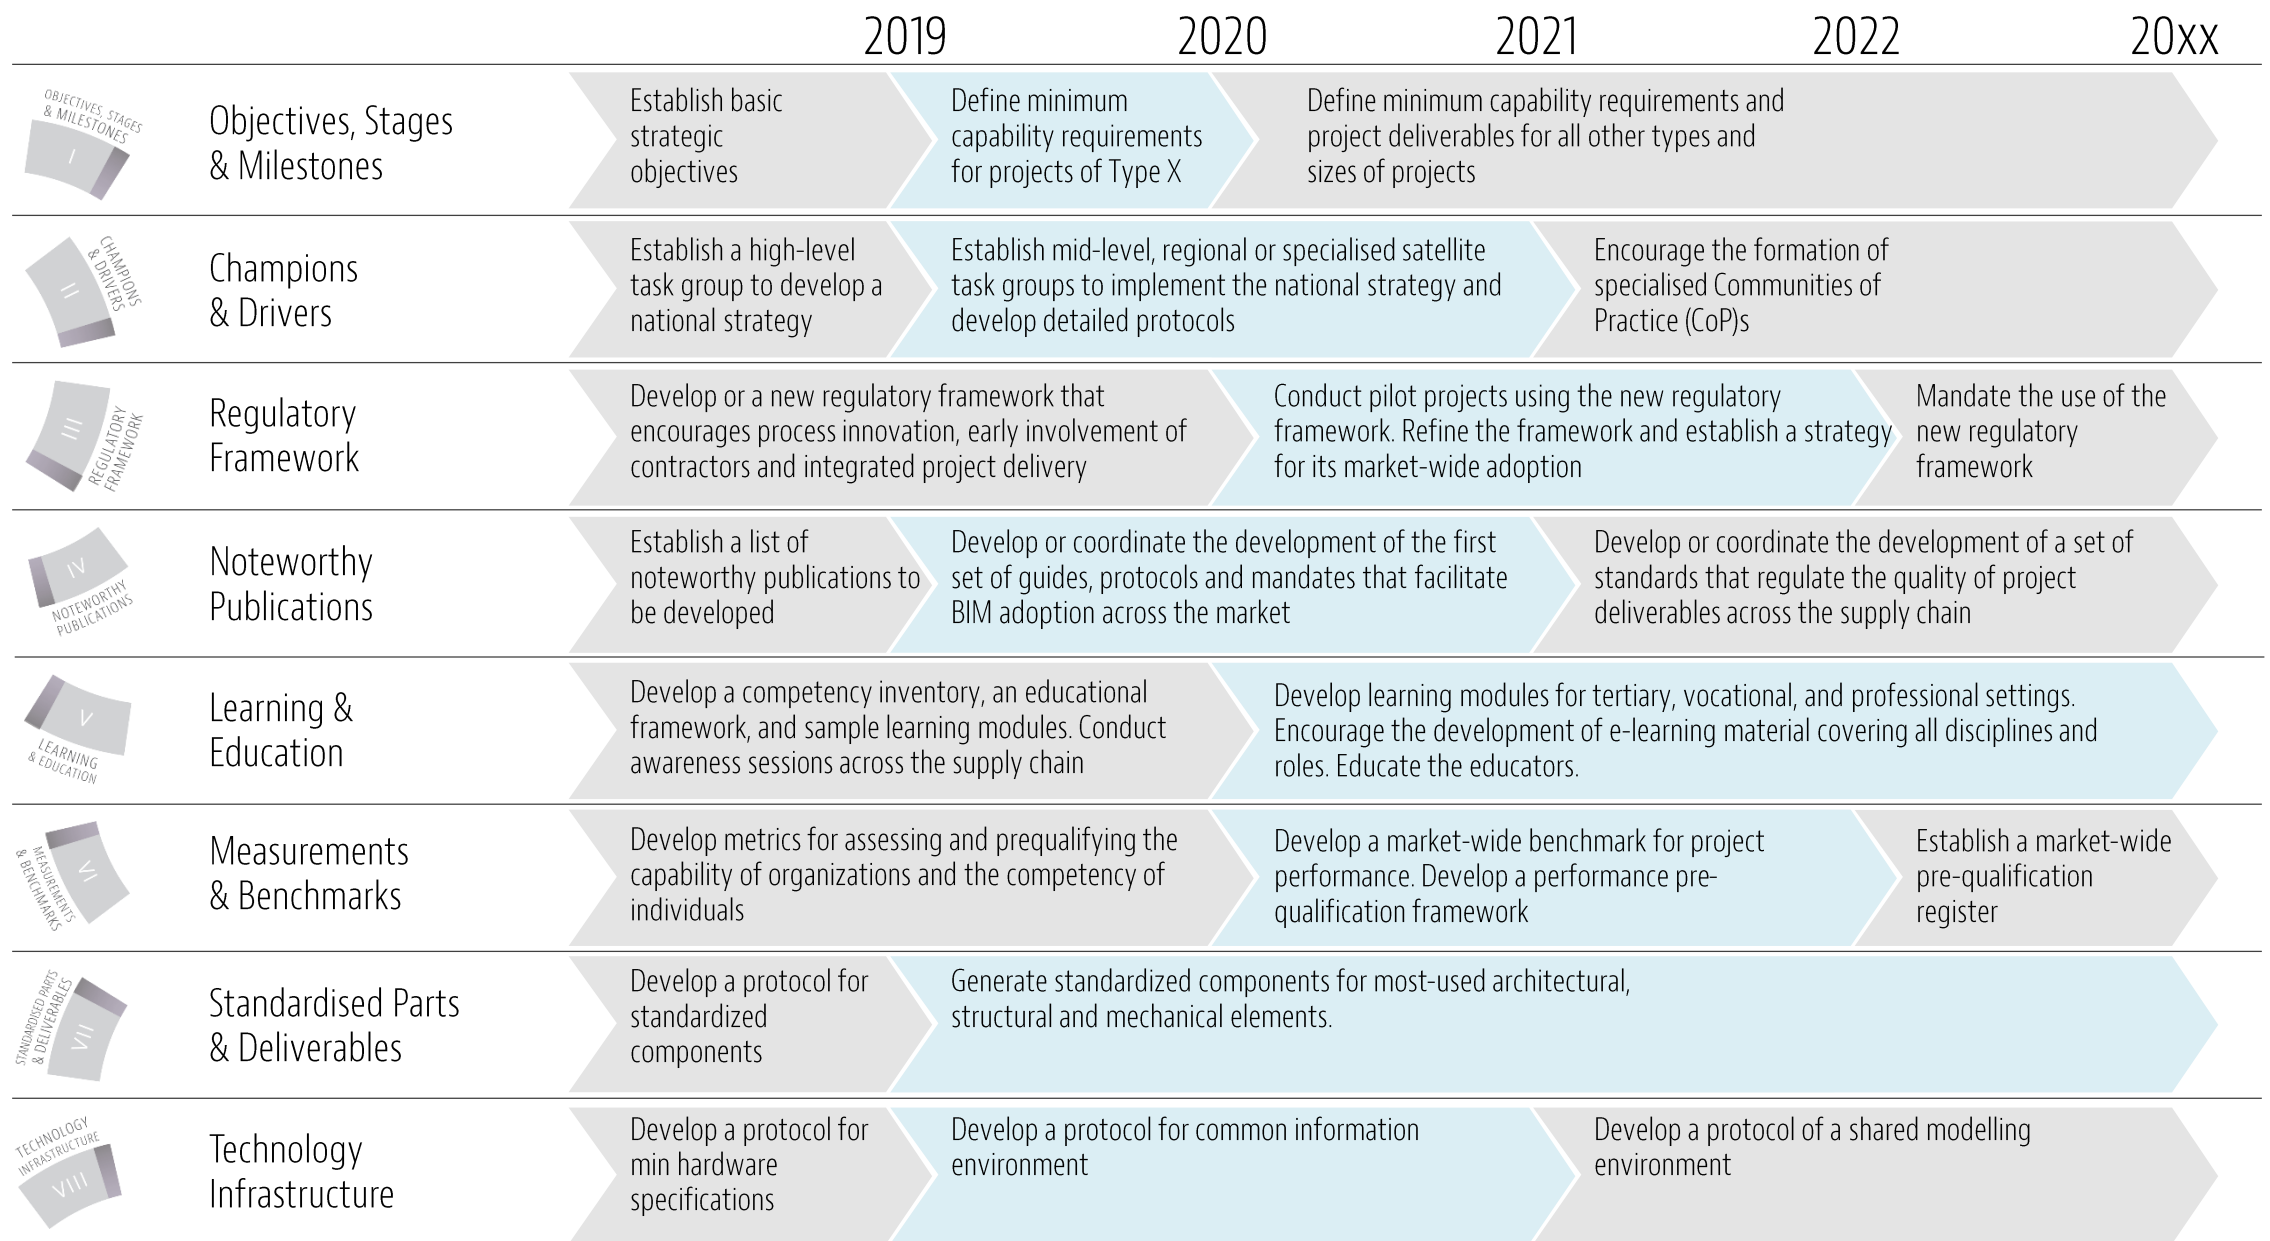 2019 2020 2021 2022 20xx
OBJECTIVES, STAGES
& MILESTONES
I
Objectives, Stages
& Milestones
Establish basic
strategic
objectives
Define minimum
capability requirements
for projects of Type X
Define minimum capability requirements and
project deliverables for all other types and
sizes of projects
CHAMPIONS
& DRIVERS
II
Champions
& Drivers
Establish a high-level
task group to develop a
national strategy
Establish mid-level, regional or specialised satellite
task groups to implement the national strategy and
develop detailed protocols
Encourage the formation of
specialised Communities of
Practice (CoP)s
III
REGULATORY
FRAMEWORK
Regulatory
Framework
Develop or a new regulatory framework that
encourages process innovation, early involvement of
contractors and integrated project delivery
Conduct pilot projects using the new regulatory
framework. Refine the framework and establish a strategy
for its market-wide adoption
Mandate the use of the
new regulatory
framework
IV
NOTEWORTHY
PUBLICATIONS
Noteworthy
Publications
Establish a list of
noteworthy publications to
be developed
Develop or coordinate the development of the first
set of guides, protocols and mandates that facilitate
BIM adoption across the market
Develop or coordinate the development of a set of
standards that regulate the quality of project
deliverables across the supply chain
V
LEARNING
& EDUCATION
Learning &
Education
Develop a competency inventory, an educational
framework, and sample learning modules. Conduct
awareness sessions across the supply chain
Develop learning modules for tertiary, vocational, and professional settings.
Encourage the development of e-learning material covering all disciplines and
roles. Educate the educators.
VI
MEASUREMENTS
& BENCHMARKS
Measurements
& Benchmarks
Develop metrics for assessing and prequalifying the
capability of organizations and the competency of
individuals
Develop a market-wide benchmark for project
performance. Develop a performance pre-
qualification framework
Establish a market-wide
pre-qualification
register
STANDARDISED PARTS
& DELIVERABLES
VII
Standardised Parts
& Deliverables
Develop a protocol for
standardized
components
Generate standardized components for most-used architectural,
structural and mechanical elements.
TECHNOLOGY
INFRASTRUCTURE
VIII
Technology
Infrastructure
Develop a protocol for
min hardware
specifications
Develop a protocol for common information
environment
Develop a protocol of a shared modelling
environment